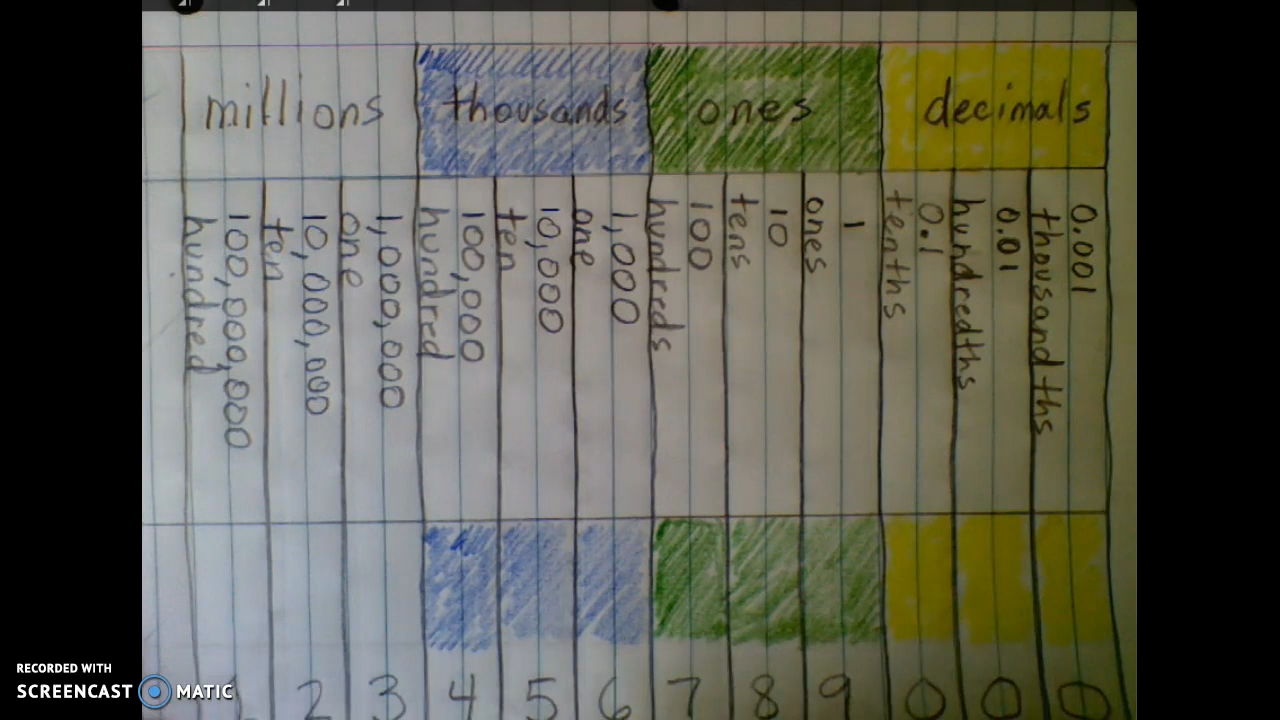 millions thousands ones decimals
hundred
100,000,000
ten
10,000,000
one
1,000,000
hundred
100,000
ten
10,000
one
1,000
hundreds
100
tens
10
ones
1
tenths
0.1
hundredths
0.01
thousandths
0.001
1 2 3 4 5 6 7 8 9 0 0 0
RECORDED WITH
SCREENCAST MATIC